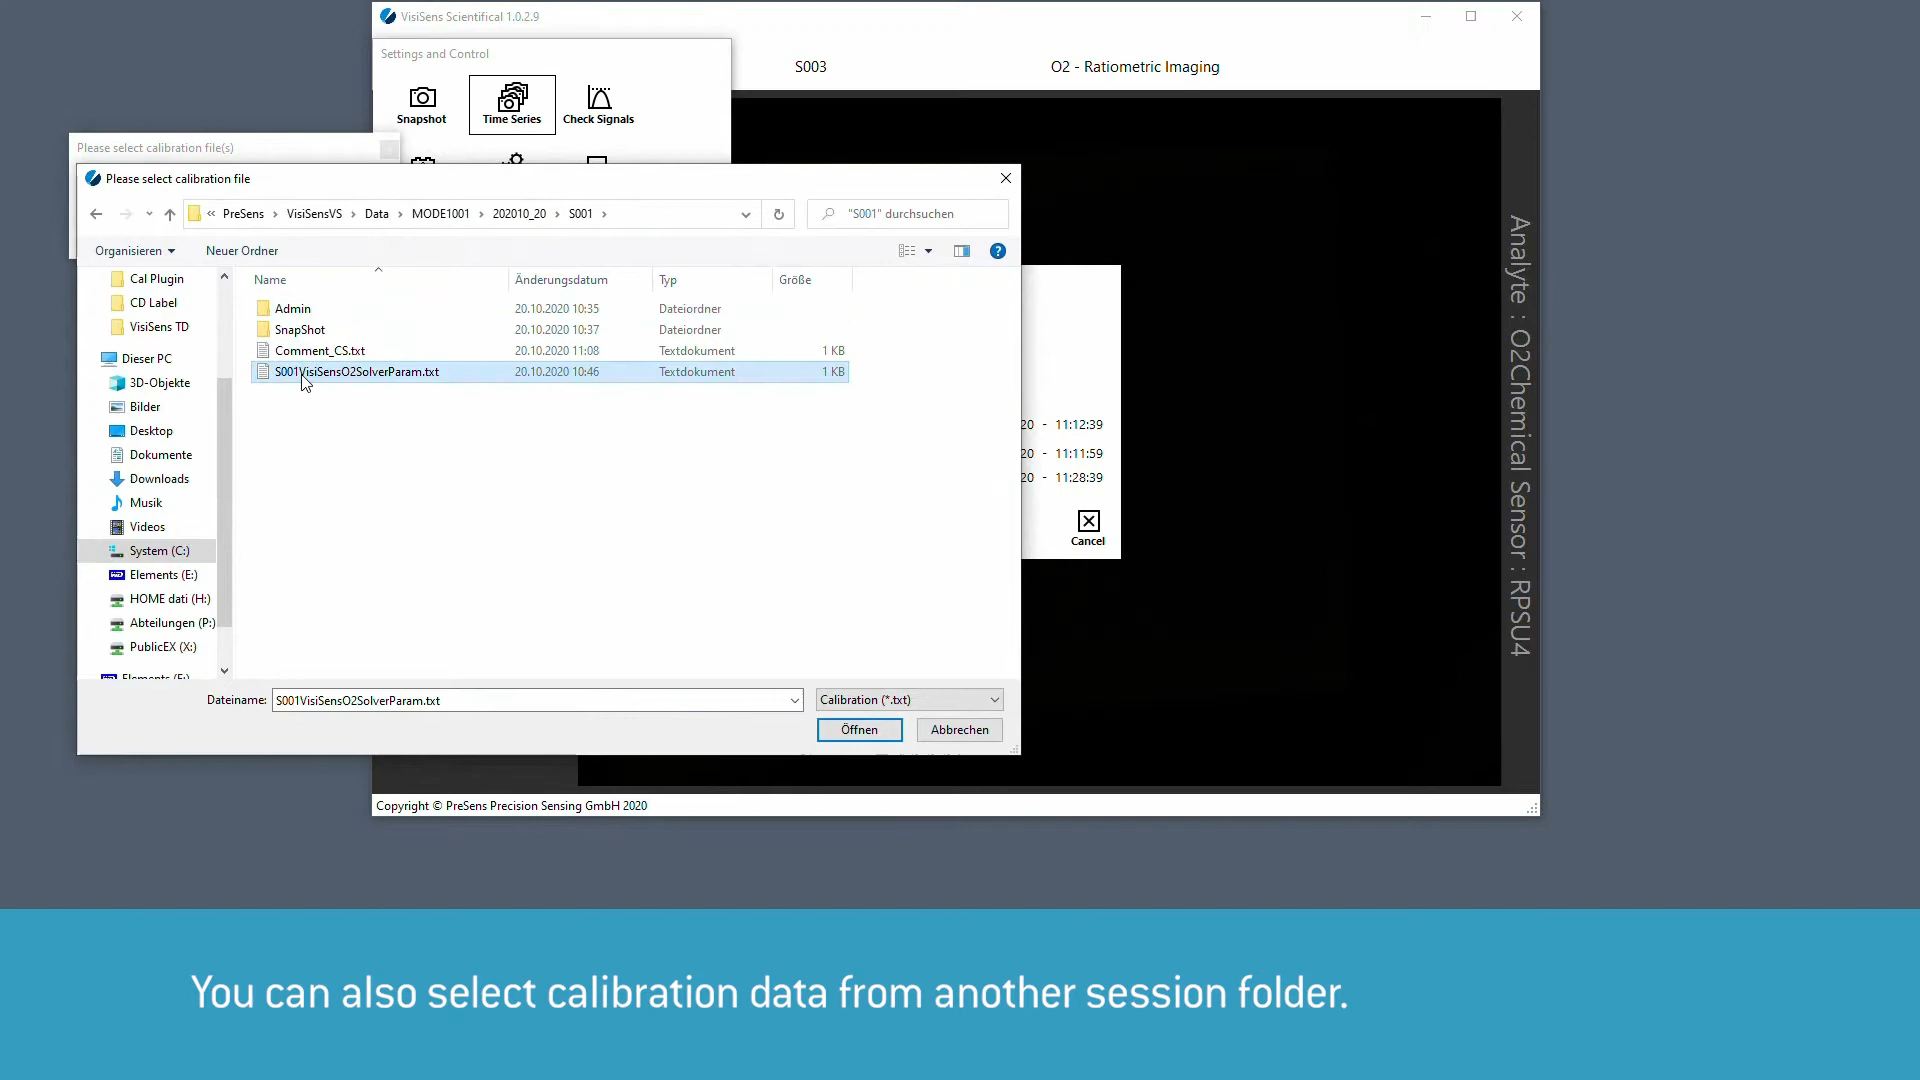 VisiSens Scientifical 1.0.2.9
Settings and Control
S003
O2 - Ratiometric Imaging
Snapshot
Time Series
Check Signals
Please select calibration file(s)
Please select calibration file
« PreSens › VisiSensVS › Data › MODE1001 › 202010_20 › S001 ›
"S001" durchsuchen
Organisieren
Neuer Ordner
Name
Änderungsdatum
Typ
Größe
Cal Plugin
CD Label
VisiSens TD
Dieser PC
3D-Objekte
Bilder
Desktop
Dokumente
Downloads
Musik
Videos
System (C:)
Elements (E:)
HOME dati (H:)
Abteilungen (P:)
PublicEX (X:)
Admin 20.10.2020 10:35 Dateiordner
SnapShot 20.10.2020 10:37 Dateiordner
Comment_CS.txt 20.10.2020 11:08 Textdokument 1 KB
S001VisiSensO2SolverParam.txt 20.10.2020 10:46 Textdokument 1 KB
20 - 11:12:39
20 - 11:11:59
20 - 11:28:39
Cancel
Dateiname: S001VisiSensO2SolverParam.txt
Calibration (*.txt)
Öffnen
Abbrechen
Analyte : O2Chemical Sensor : RPSU4
Copyright © PreSens Precision Sensing GmbH 2020
You can also select calibration data from another session folder.